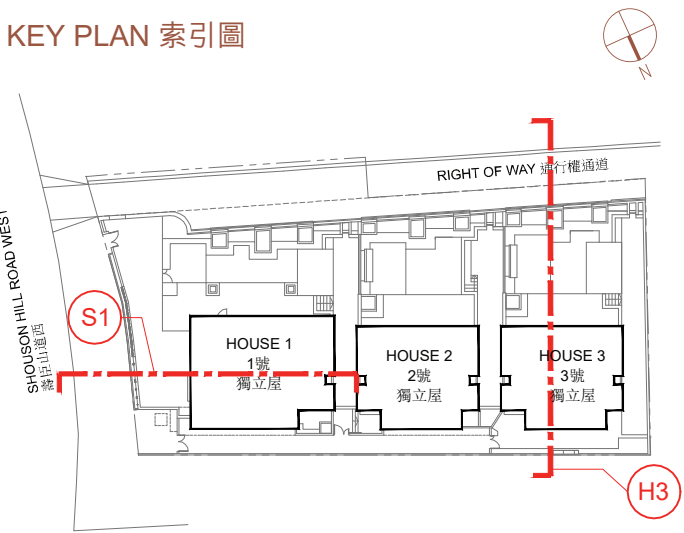 KEY PLAN 索引圖
N
RIGHT OF WAY 通行權通道
SHOUSON HILL ROAD WEST
壽臣山道西
S1
HOUSE 1
1號
獨立屋
HOUSE 2
2號
獨立屋
HOUSE 3
3號
獨立屋
H3